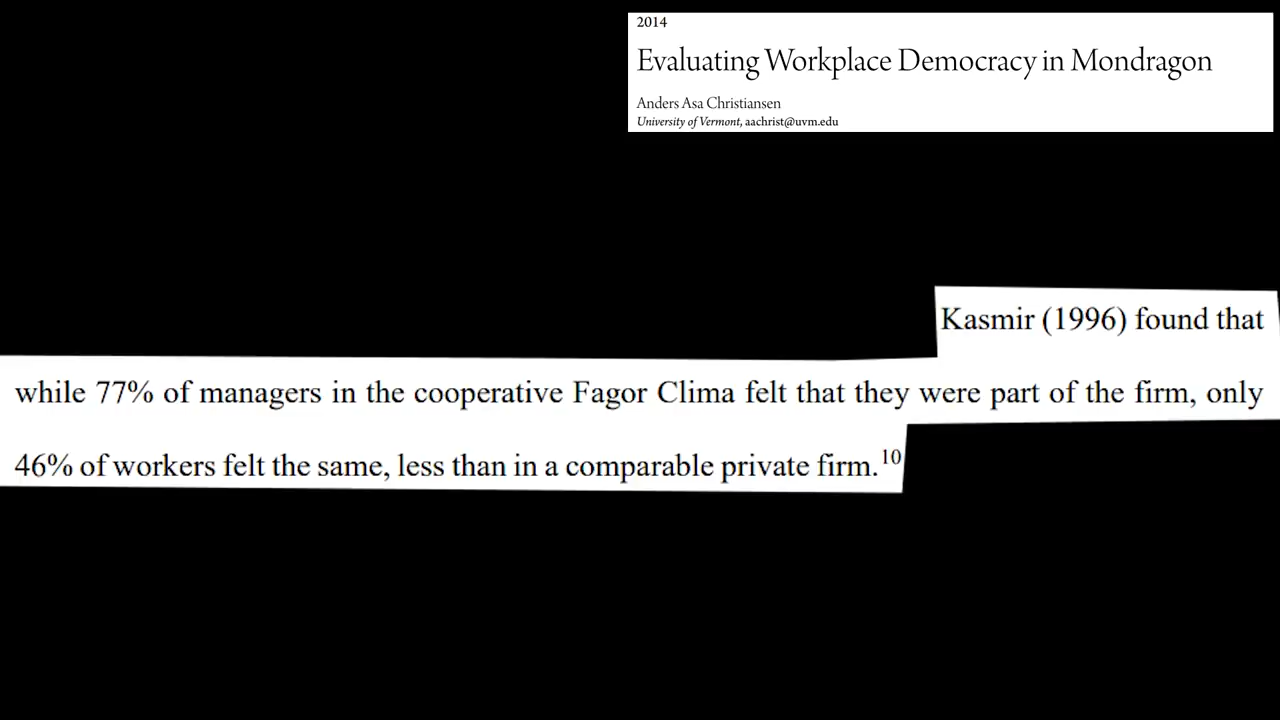 2014
Evaluating Workplace Democracy in Mondragon
Anders Asa Christiansen
University of Vermont, aachrist@uvm.edu
Kasmir (1996) found that
while 77% of managers in the cooperative Fagor Clima felt that they were part of the firm, only
46% of workers felt the same, less than in a comparable private firm.10